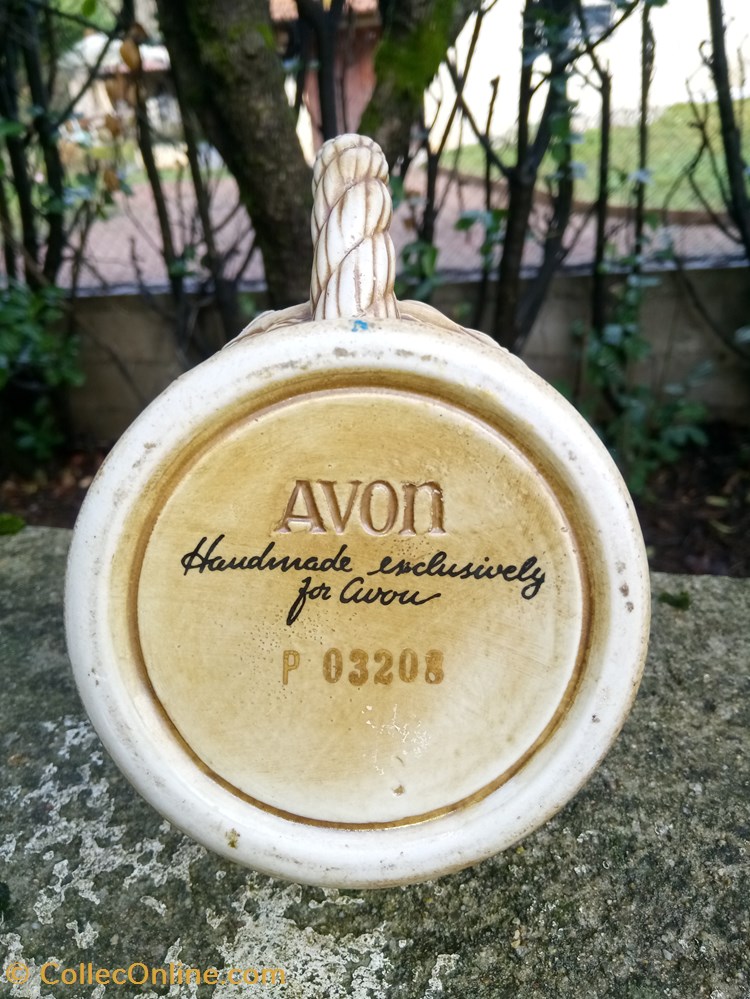 AVON
Handmade exclusively
for Avon
P 03208
© CollecOnline.com